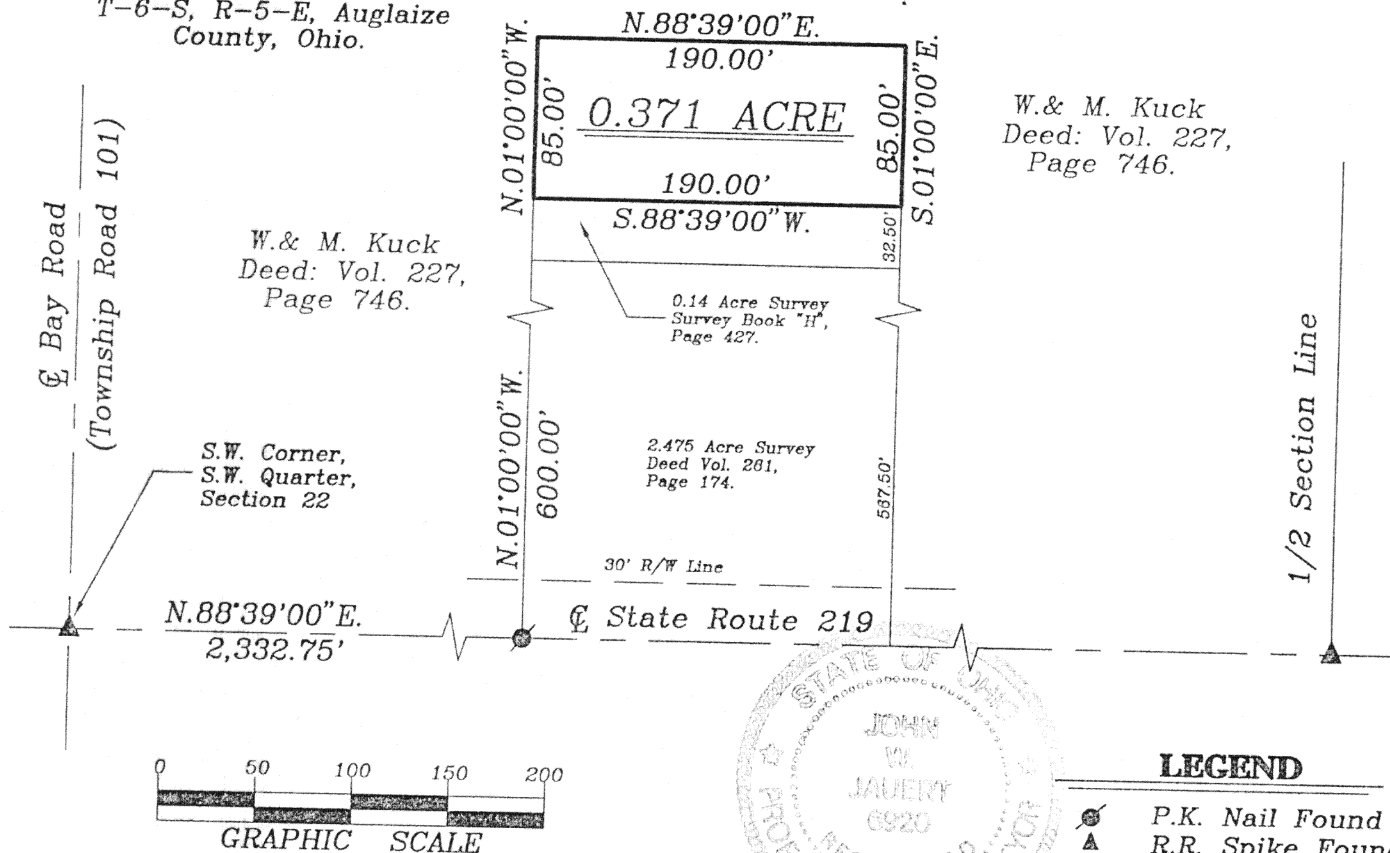 T-6-S, R-5-E, Auglaize
County, Ohio.
N.88°39'00"E.
190.00'
N.01°00'00"W.
85.00'
0.371 ACRE
85.00'
S.01°00'00"E.
190.00'
S.88°39'00"W.
32.50'
W.& M. Kuck
Deed: Vol. 227,
Page 746.
W.& M. Kuck
Deed: Vol. 227,
Page 746.
℄ Bay Road
(Township Road 101)
0.14 Acre Survey
Survey Book "H",
Page 427.
N.01°00'00"W.
600.00'
2.475 Acre Survey
Deed Vol. 261,
Page 174.
567.50'
1/2 Section Line
S.W. Corner,
S.W. Quarter,
Section 22
30' R/W Line
N.88°39'00"E.
2,332.75'
℄ State Route 219
STATE OF OHIO
JOHN
W.
JAUERT
6920
0 50 100 150 200
GRAPHIC SCALE
LEGEND
P.K. Nail Found
R.R. Spike Found